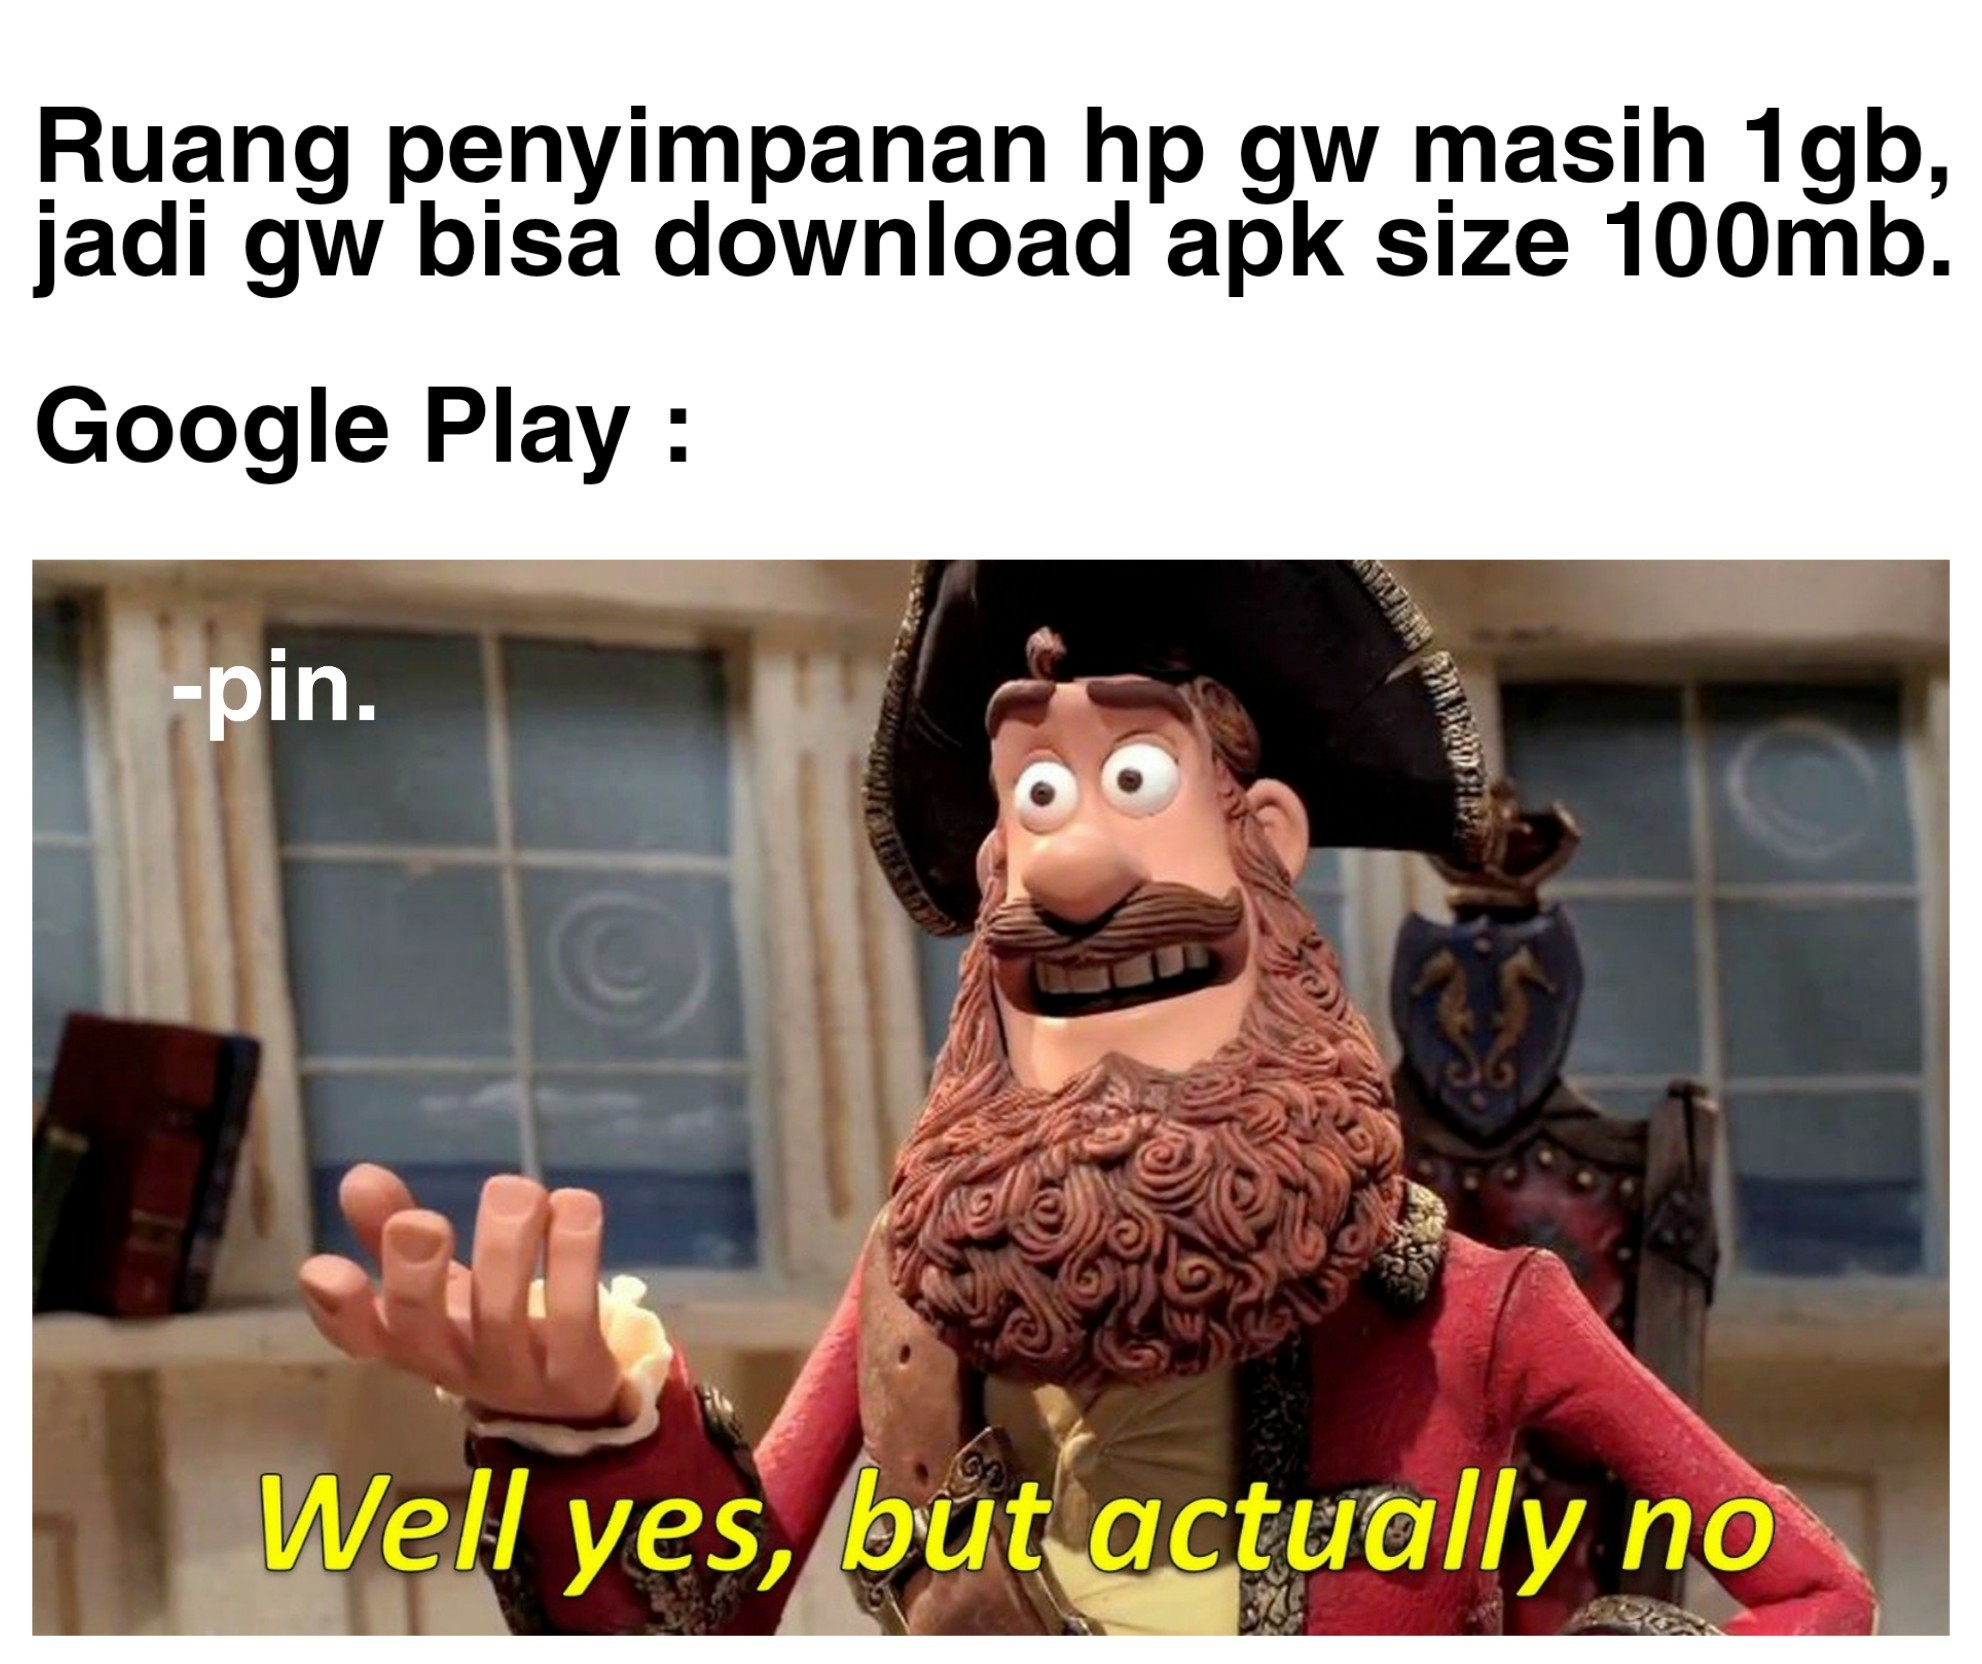 Ruang penyimpanan hp gw masih 1gb,
jadi gw bisa download apk size 100mb.
Google Play :
-pin.
Well yes, but actually no